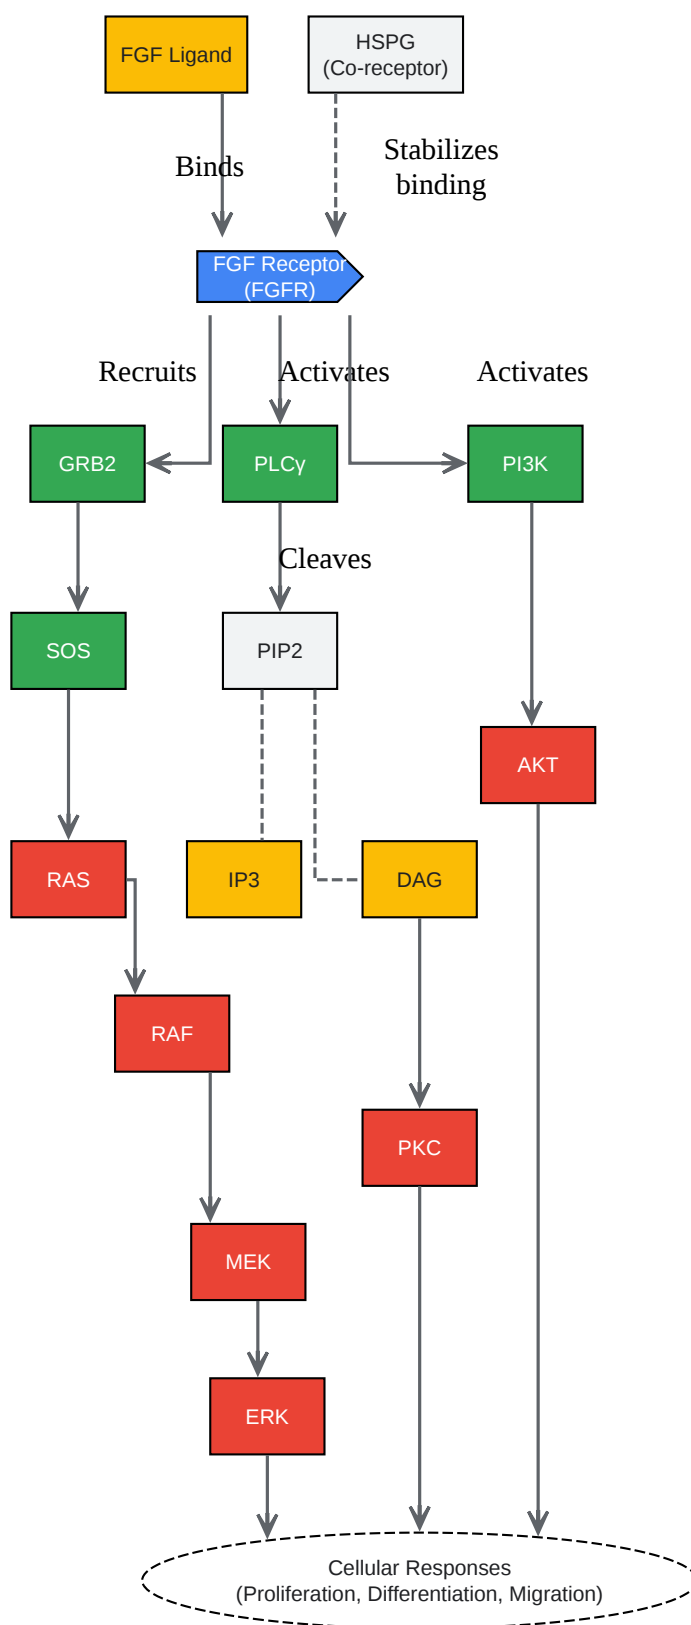 FGF Ligand
HSPG
(Co-receptor)
Binds
Stabilizes
binding
FGF Receptor
(FGFR)
Recruits
Activates
Activates
GRB2
PLCγ
PI3K
Cleaves
SOS
PIP2
AKT
RAS
IP3
DAG
RAF
PKC
MEK
ERK
Cellular Responses
(Proliferation, Differentiation, Migration)